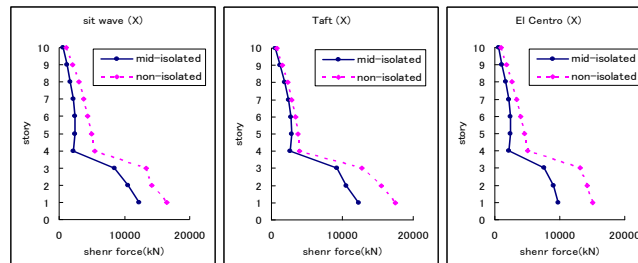 sit wave (X)
10
9
8
7
6
5
4
3
2
1
0
story
mid-isolated
non-isolated
0
10000
20000
shenr force(kN)
Taft (X)
10
9
8
7
6
5
4
3
2
1
0
story
mid-isolated
non-isolated
0
10000
20000
shenr force(kN)
El Centro (X)
10
9
8
7
6
5
4
3
2
1
0
story
mid-isolated
non-isolated
0
10000
20000
shenr force(kN)